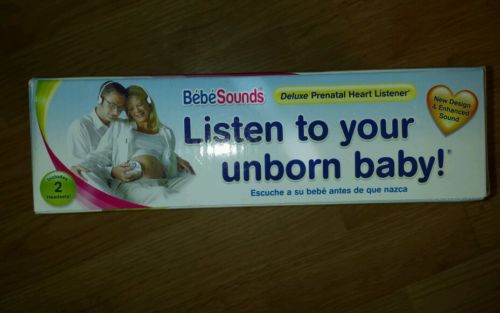 BébéSounds®
Deluxe Prenatal Heart Listener
New Design
& Enhanced
Sound
Listen to your
unborn baby!®
Escuche a su bebé antes de que nazca
Includes
2
Headsets!